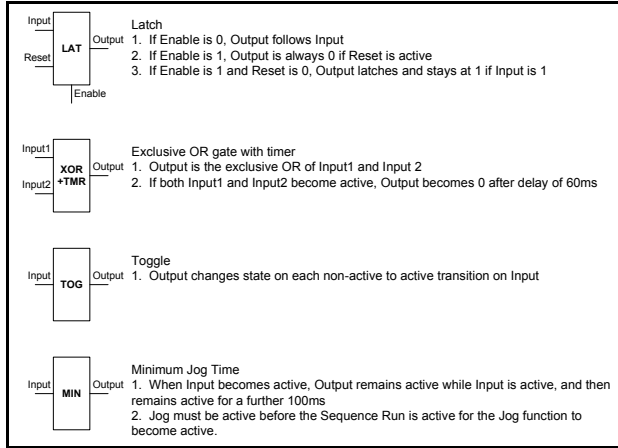 Input
Latch
LAT
Output
1. If Enable is 0, Output follows Input
Reset
2. If Enable is 1, Output is always 0 if Reset is active
3. If Enable is 1 and Reset is 0, Output latches and stays at 1 if Input is 1
Enable
Input1
Exclusive OR gate with timer
XOR
+TMR
Output
1. Output is the exclusive OR of Input1 and Input 2
Input2
2. If both Input1 and Input2 become active, Output becomes 0 after delay of 60ms
Toggle
Input
TOG
Output
1. Output changes state on each non-active to active transition on Input
Minimum Jog Time
Input
MIN
Output
1. When Input becomes active, Output remains active while Input is active, and then
remains active for a further 100ms
2. Jog must be active before the Sequence Run is active for the Jog function to
become active.